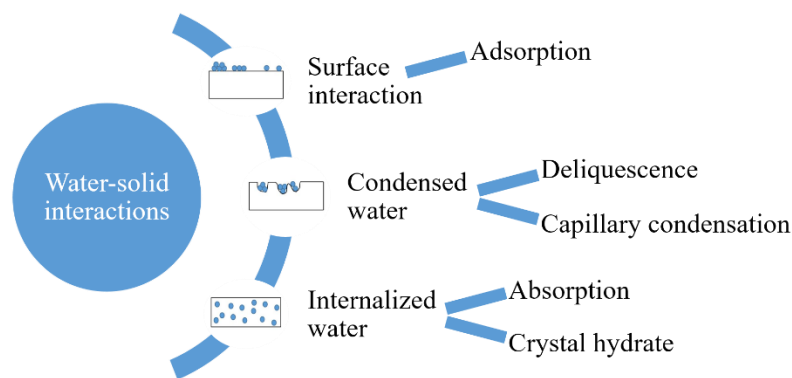 Water-solid
interactions
Surface
interaction
Adsorption
Condensed
water
Deliquescence
Capillary condensation
Internalized
water
Absorption
Crystal hydrate